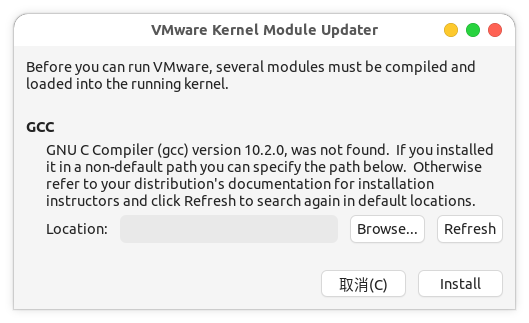 VMware Kernel Module Updater
Before you can run VMware, several modules must be compiled and
loaded into the running kernel.
GCC
GNU C Compiler (gcc) version 10.2.0, was not found.  If you installed
it in a non-default path you can specify the path below.  Otherwise
refer to your distribution's documentation for installation
instructors and click Refresh to search again in default locations.
Location: Browse... Refresh
取消(C) Install